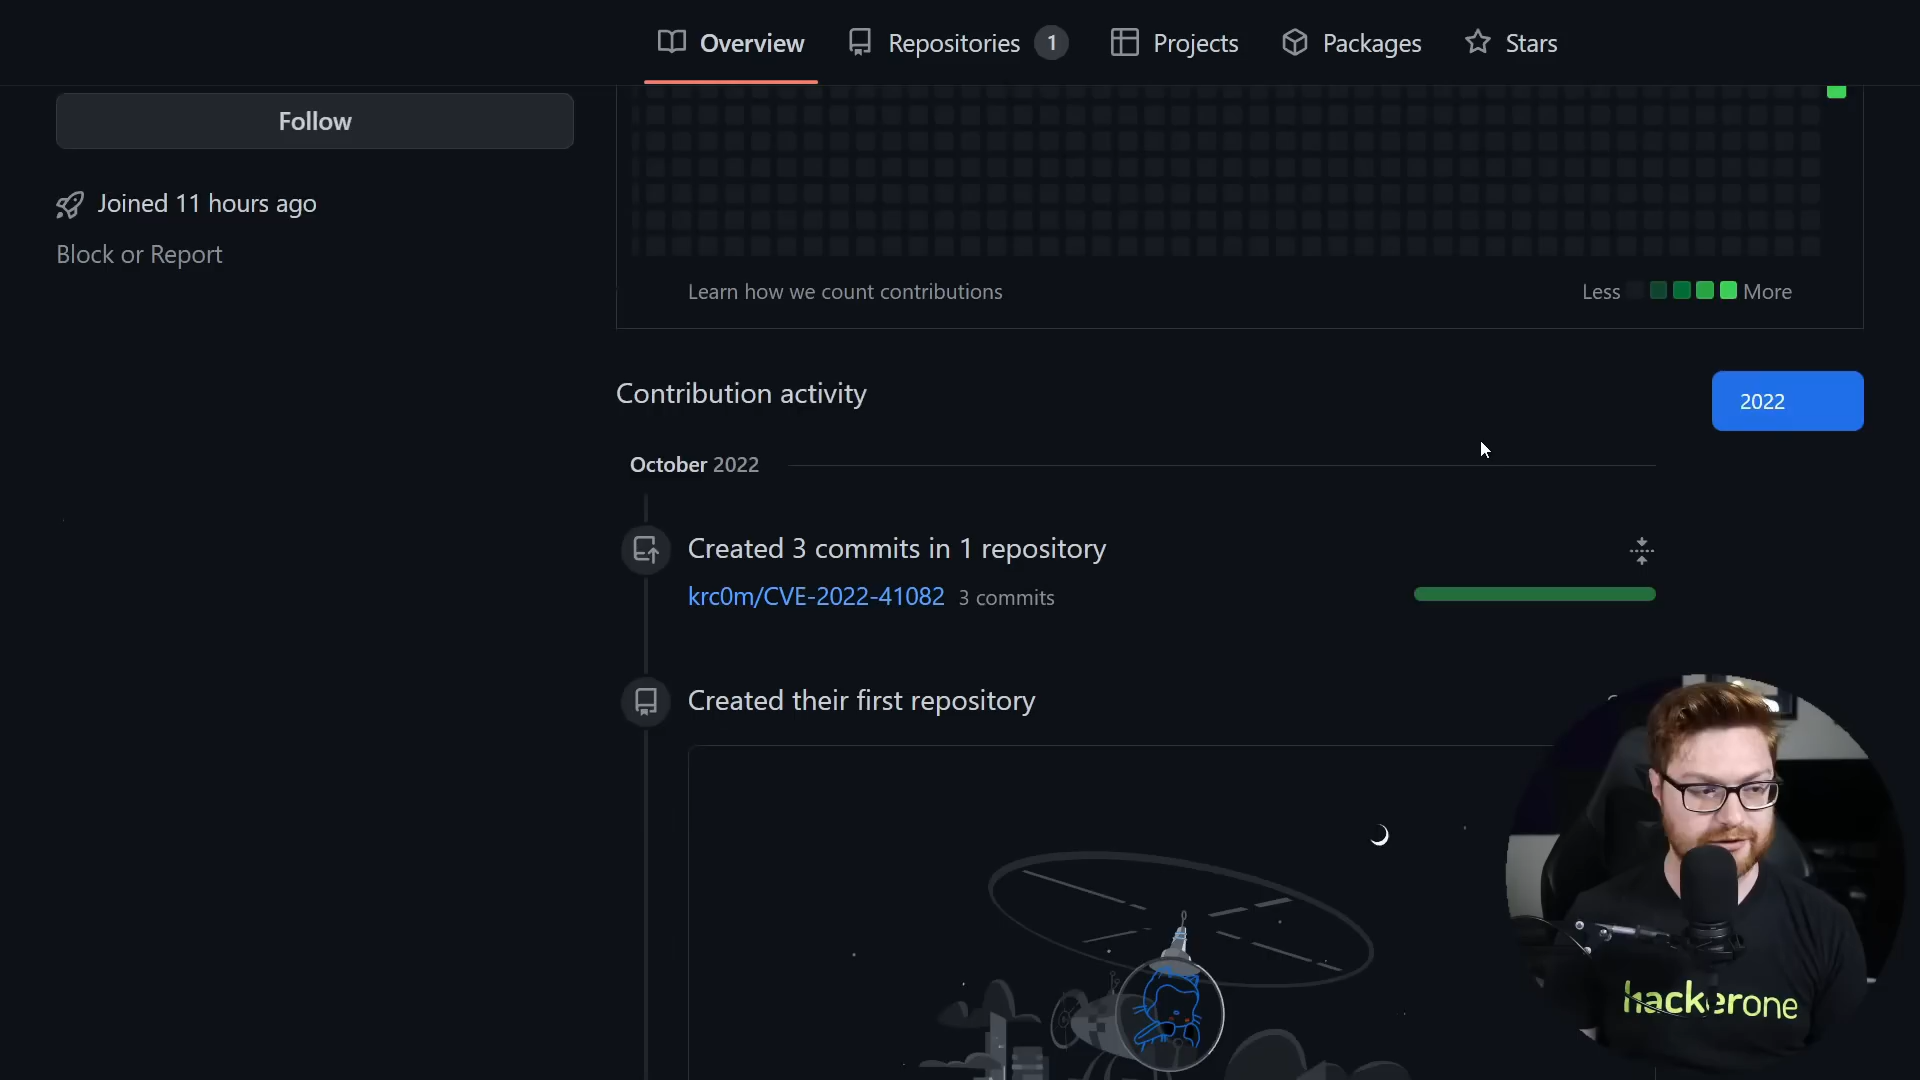 Overview
Repositories 1
Projects
Packages
Stars
Follow
Joined 11 hours ago
Block or Report
Learn how we count contributions
Less
More
Contribution activity
2022
October 2022
Created 3 commits in 1 repository
krc0m/CVE-2022-41082 3 commits
Created their first repository
hackerone